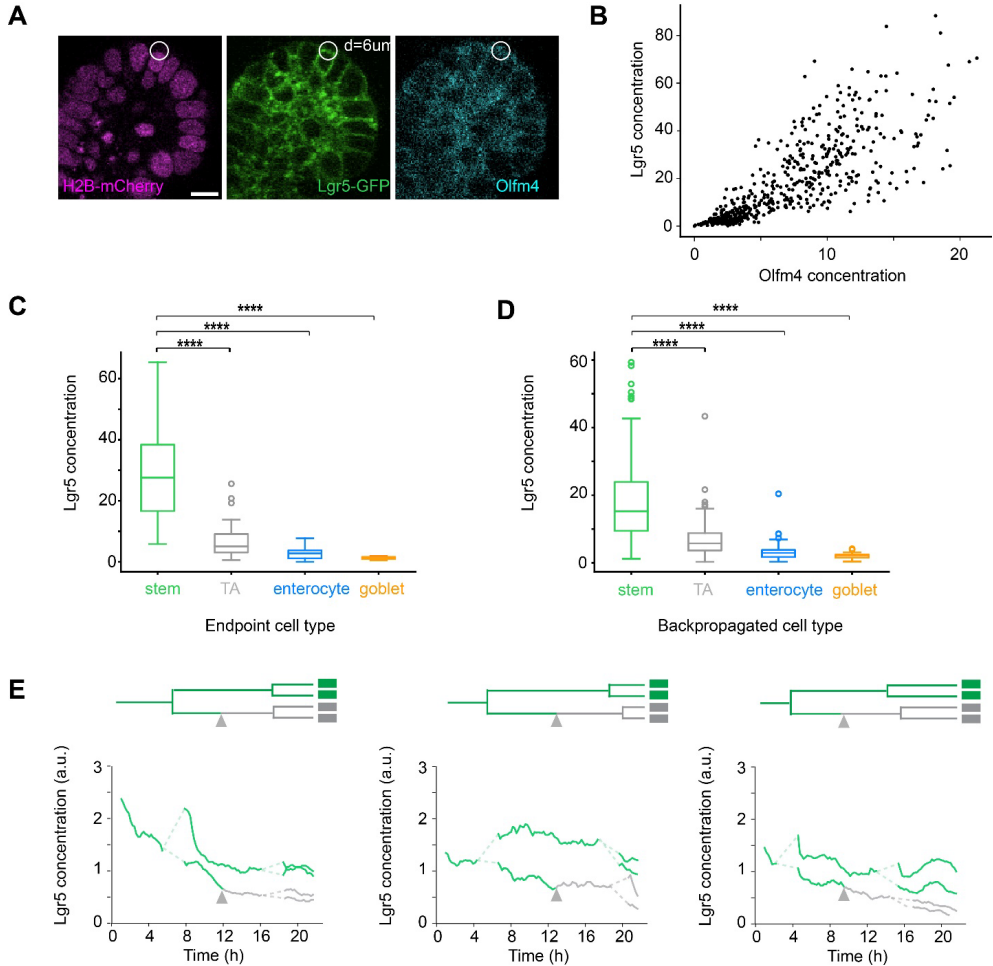 A
d=6um
H2B-mCherry
Lgr5-GFP
Olfm4
B
Lgr5 concentration
80
60
40
20
0
0
10
20
Olfm4 concentration
C
****
****
****
Lgr5 concentration
60
40
20
0
stem
TA
enterocyte
goblet
Endpoint cell type
D
****
****
****
Lgr5 concentration
60
40
20
0
stem
TA
enterocyte
goblet
Backpropagated cell type
E
Lgr5 concentration (a.u.)
3
2
1
0
0 4 8 12 16 20
Time (h)
Lgr5 concentration (a.u.)
3
2
1
0
0 4 8 12 16 20
Time (h)
Lgr5 concentration (a.u.)
3
2
1
0
0 4 8 12 16 20
Time (h)